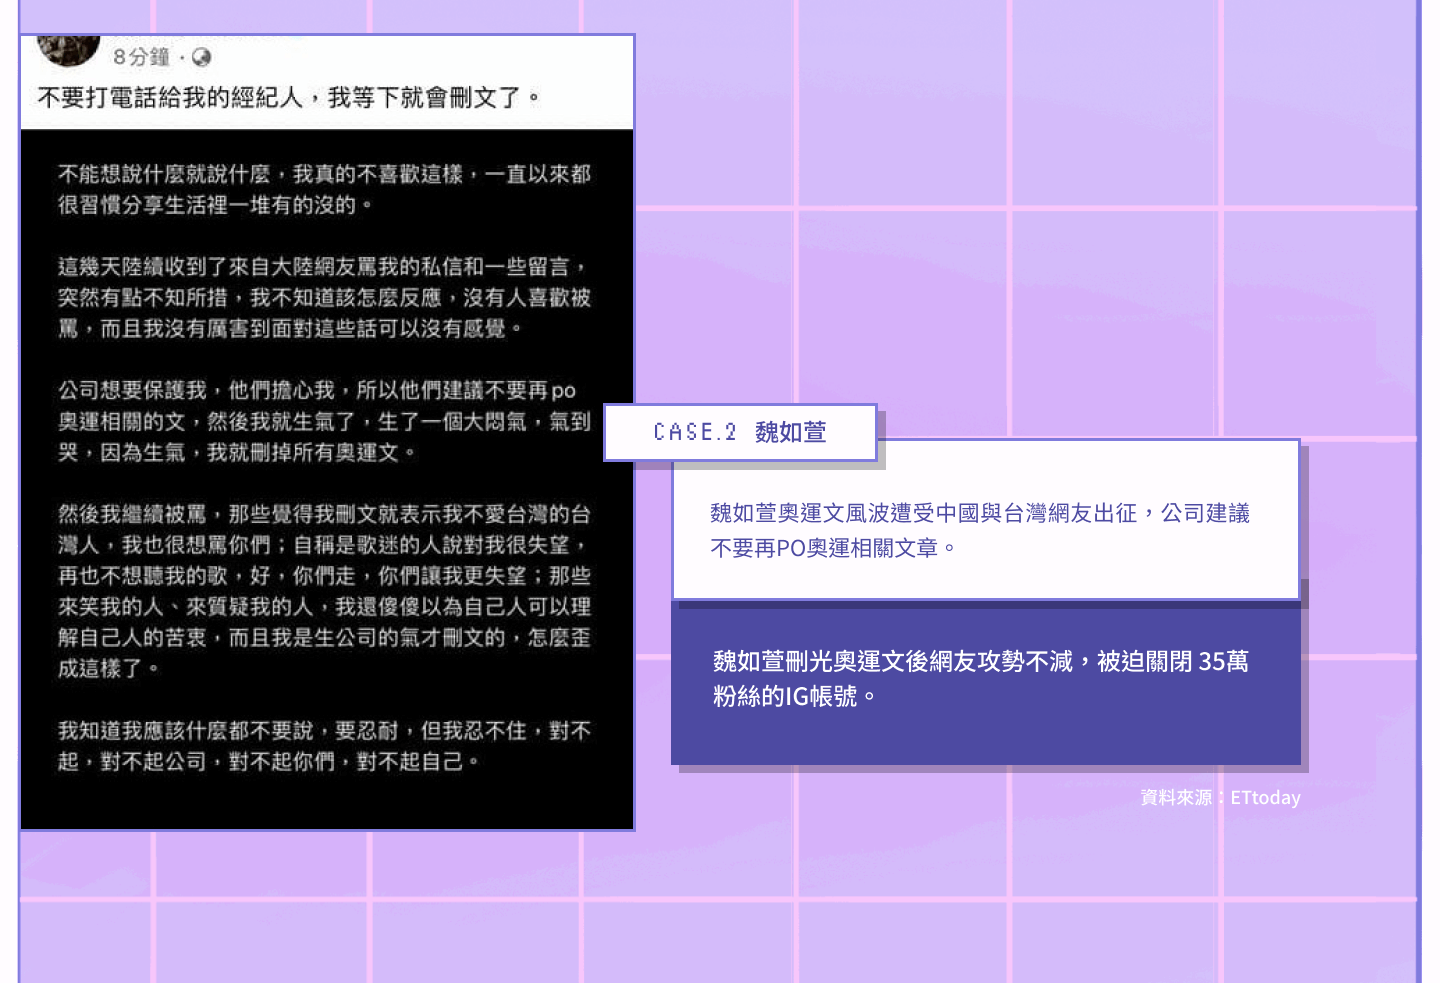 8分鐘 ·
不要打電話給我的經紀人，我等下就會刪文了。
不能想說什麼就說什麼，我真的不喜歡這樣，一直以來都
很習慣分享生活裡一堆有的沒的。
這幾天陸續收到了來自大陸網友罵我的私信和一些留言，
突然有點不知所措，我不知道該怎麼反應，沒有人喜歡被
罵，而且我沒有厲害到面對這些話可以沒有感覺。
公司想要保護我，他們擔心我，所以他們建議不要再po
奧運相關的文，然後我就生氣了，生了一個大悶氣，氣到
哭，因為生氣，我就刪掉所有奧運文。
然後我繼續被罵，那些覺得我刪文就表示我不愛台灣的台
灣人，我也很想罵你們；自稱是歌迷的人說對我很失望，
再也不想聽我的歌，好，你們走，你們讓我更失望；那些
來笑我的人、來質疑我的人，我還傻傻以為自己人可以理
解自己人的苦衷，而且我是生公司的氣才刪文的，怎麼歪
成這樣了。
我知道我應該什麼都不要說，要忍耐，但我忍不住，對不
起，對不起公司，對不起你們，對不起自己。
CASE.2 魏如萱
魏如萱奧運文風波遭受中國與台灣網友出征，公司建議
不要再PO奧運相關文章。
魏如萱刪光奧運文後網友攻勢不減，被迫關閉 35萬
粉絲的IG帳號。
資料來源：ETtoday